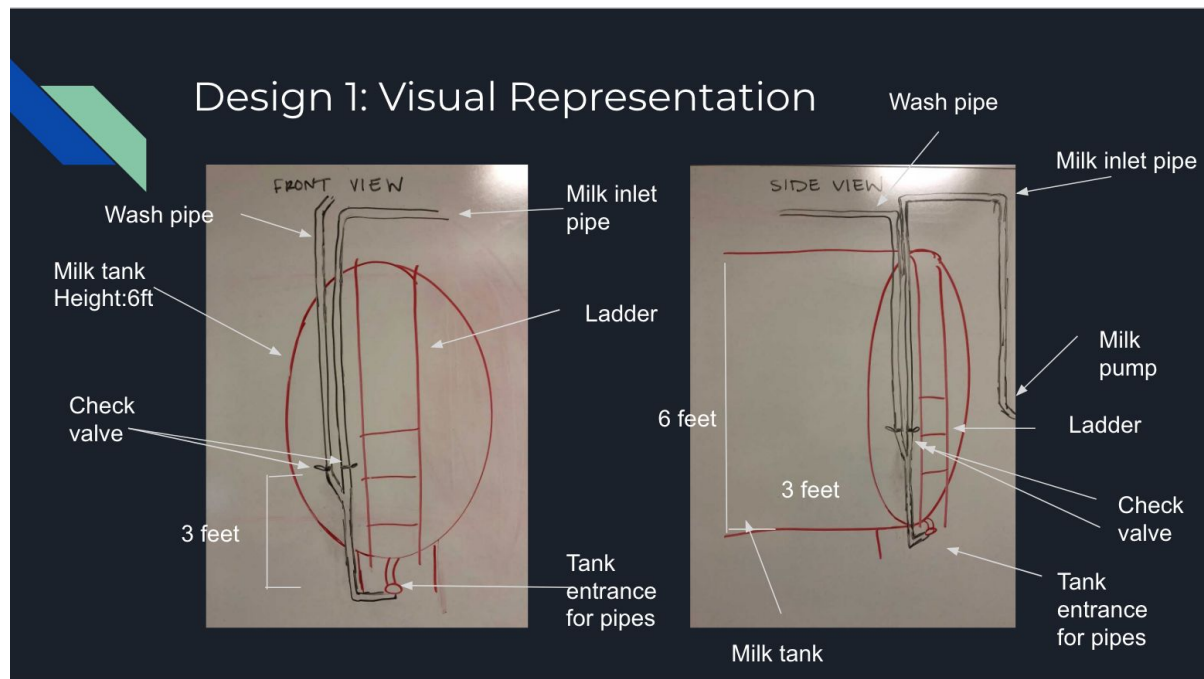 Design 1: Visual Representation
FRONT VIEW
Wash pipe
Milk inlet
pipe
Milk tank
Height:6ft
Ladder
Check
valve
3 feet
Tank
entrance
for pipes
Wash pipe
SIDE VIEW
Milk inlet pipe
Milk
pump
6 feet
Ladder
3 feet
Check
valve
Tank
entrance
for pipes
Milk tank